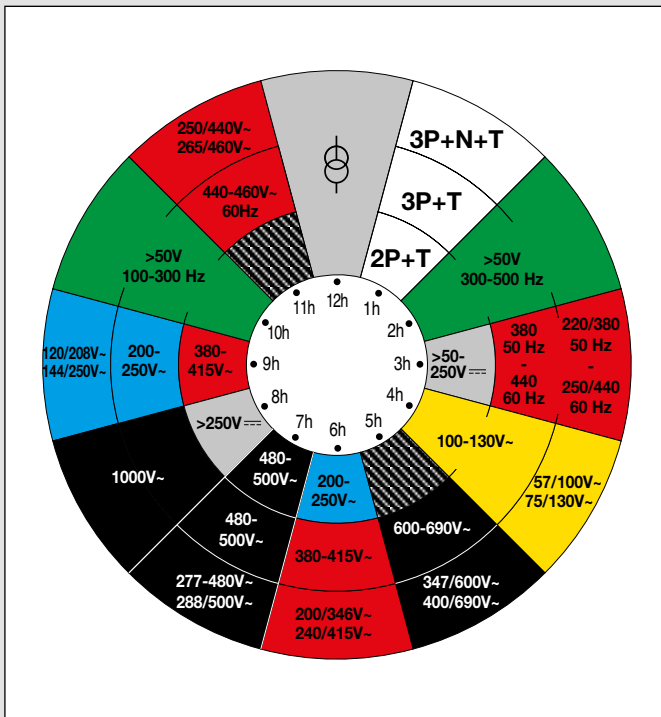 3P+N+T
3P+T
2P+T
>50V
300-500 Hz
>50-
250V
380
50 Hz
-
440
60 Hz
220/380
50 Hz
-
250/440
60 Hz
100-130V~
57/100V~
75/130V~
600-690V~
347/600V~
400/690V~
200-
250V~
380-415V~
200/346V~
240/415V~
480-
500V~
480-
500V~
277-480V~
288/500V~
>250V
1000V~
380-
415V~
200-
250V~
120/208V~
144/250V~
>50V
100-300 Hz
250/440V~
265/460V~
440-460V~
60Hz
12h
1h
2h
3h
4h
5h
6h
7h
8h
9h
10h
11h